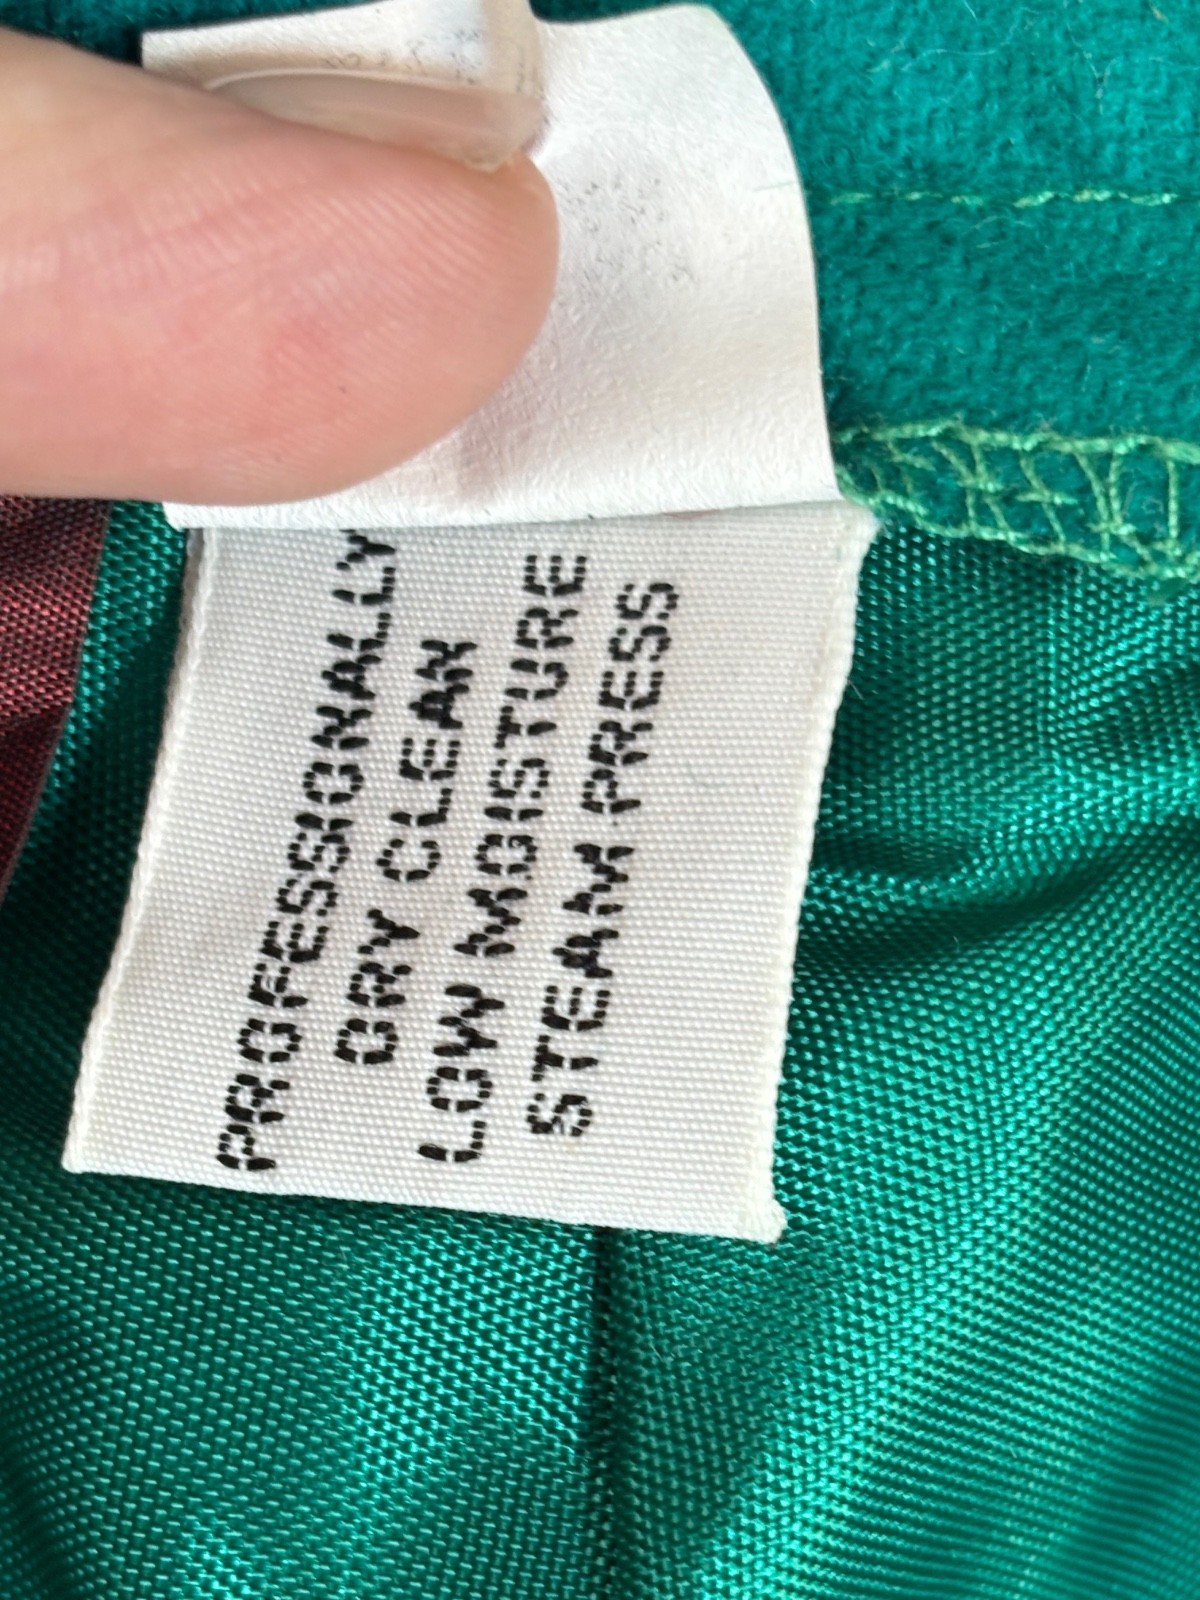 PROFESSIONALLY
DRY CLEAN
LOW MOISTURE
STEAM PRESS